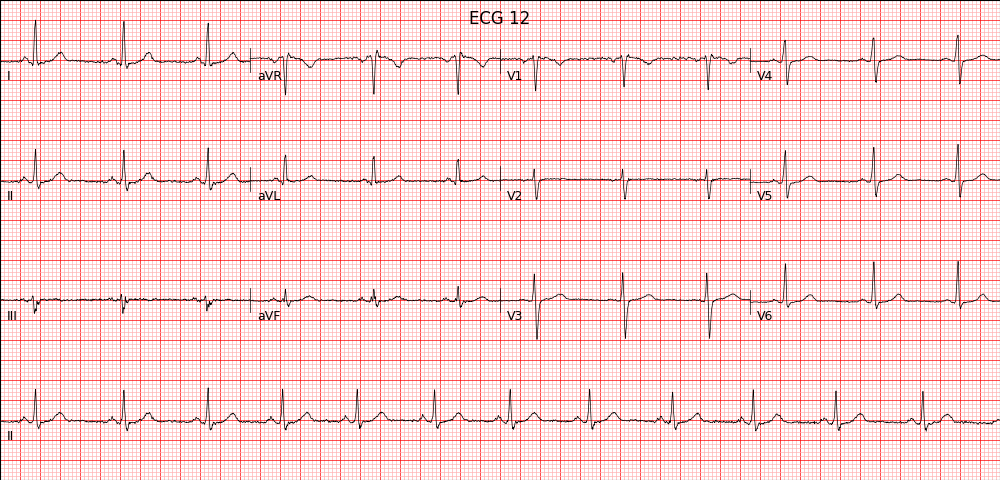 ECG 12
I aVR V1 V4
II aVL V2 V5
III aVF V3 V6
II